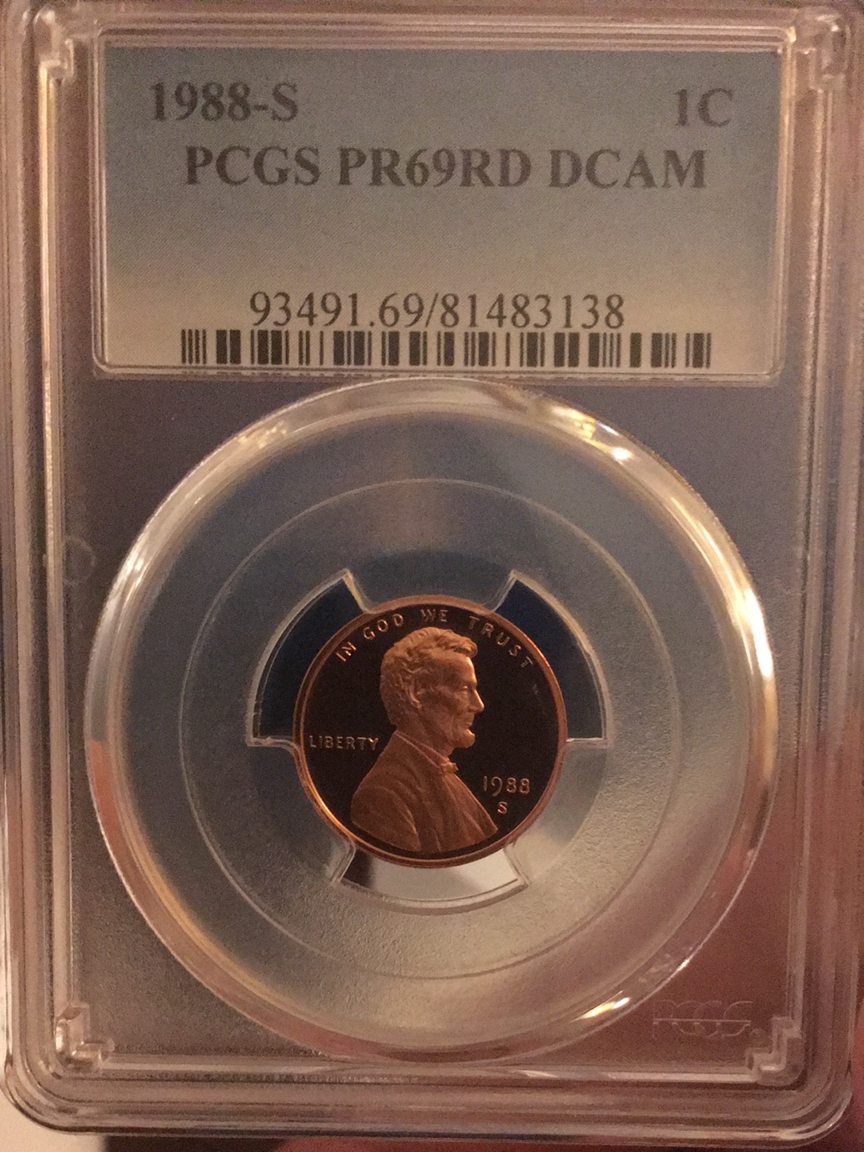 1988-S 1C
PCGS PR69RD DCAM
93491.69/81483138
IN GOD WE TRUST
LIBERTY
1988
S
PCGS